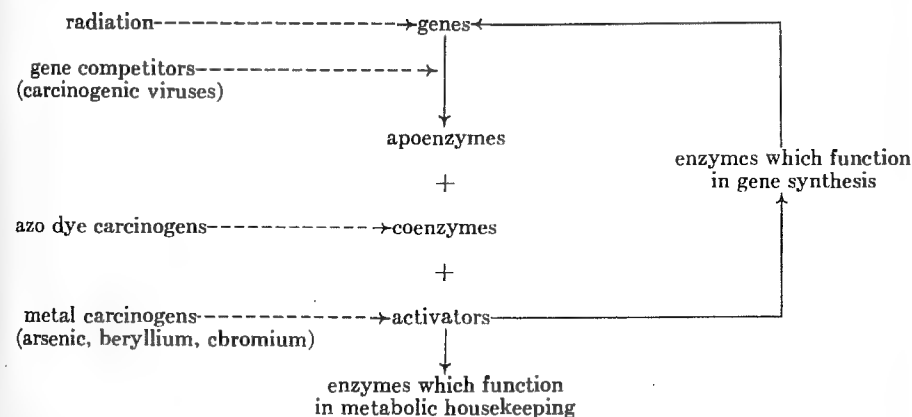 radiation
genes
gene competitors
(carcinogenic viruses)
apoenzymes
enzymes which function
in gene synthesis
+
azo dye carcinogens
coenzymes
+
metal carcinogens
activators
(arsenic, beryllium, cbromium)
enzymes which function
in metabolic housekeeping